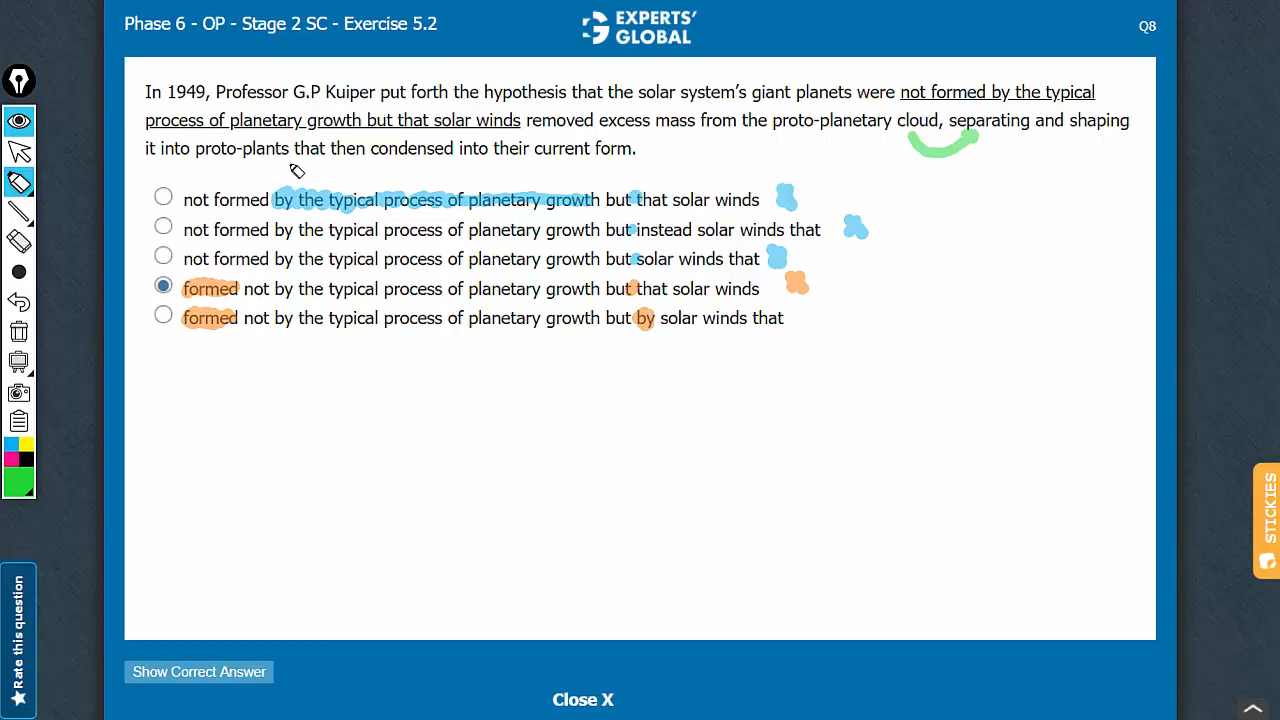 Phase 6 - OP - Stage 2 SC - Exercise 5.2
EXPERTS'
GLOBAL
Q8
In 1949, Professor G.P Kuiper put forth the hypothesis that the solar system's giant planets were not formed by the typical
process of planetary growth but that solar winds removed excess mass from the proto-planetary cloud, separating and shaping
it into proto-plants that then condensed into their current form.
not formed by the typical process of planetary growth but that solar winds
not formed by the typical process of planetary growth but instead solar winds that
not formed by the typical process of planetary growth but solar winds that
formed not by the typical process of planetary growth but that solar winds
formed not by the typical process of planetary growth but by solar winds that
STICKIES
Rate this question
Show Correct Answer
Close X